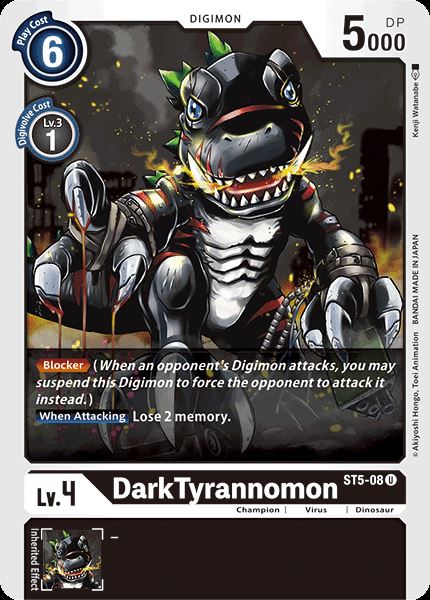 Play Cost
6
DIGIMON
DP
5000
Digivolve Cost
Lv.3
1
Kenji Watanabe
©Akiyoshi Hongo, Toei Animation BANDAI MADE IN JAPAN
Blocker (When an opponent's Digimon attacks, you may
suspend this Digimon to force the opponent to attack it
instead.)
When Attacking Lose 2 memory.
Lv.4
DarkTyrannomon
ST5-08 U
Champion | Virus | Dinosaur
Inherited Effect
–